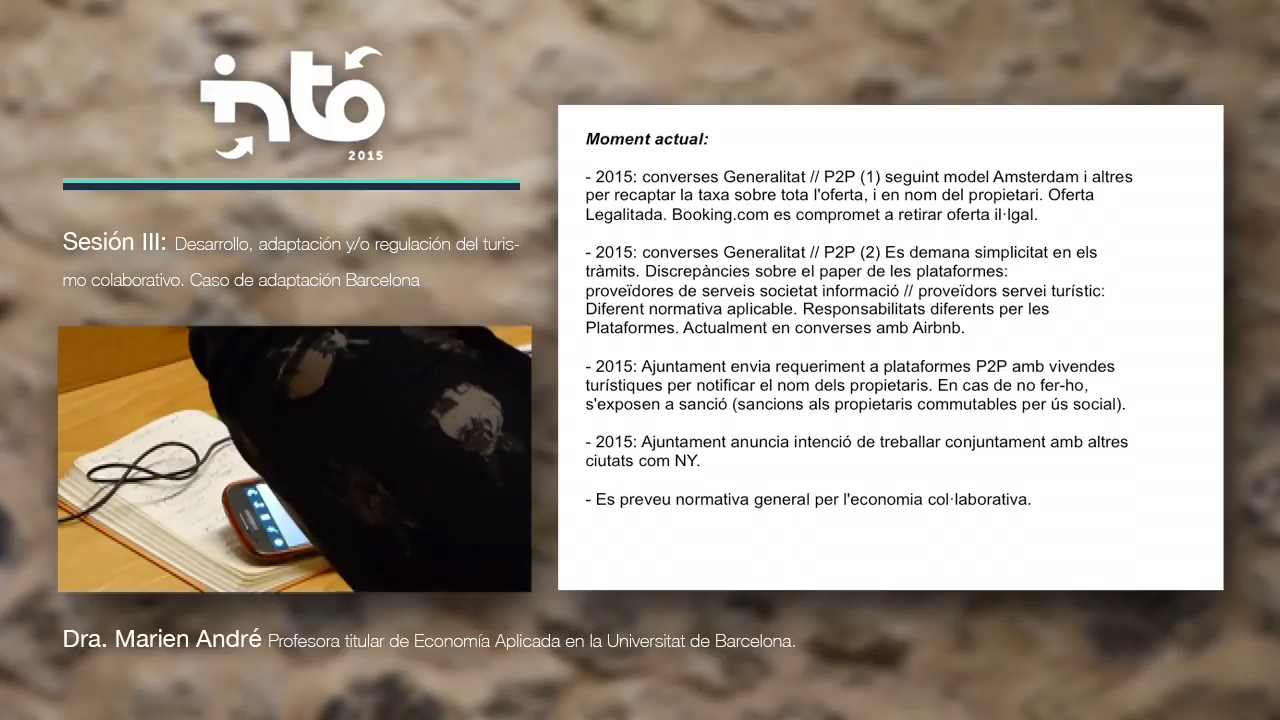 into
2015
Sesión III: Desarrollo, adaptación y/o regulación del turis-
mo colaborativo. Caso de adaptación Barcelona
Moment actual:
- 2015: converses Generalitat // P2P (1) seguint model Amsterdam i altres
per recaptar la taxa sobre tota l'oferta, i en nom del propietari. Oferta
Legalitada. Booking.com es compromet a retirar oferta il·lgal.
- 2015: converses Generalitat // P2P (2) Es demana simplicitat en els
tràmits. Discrepàncies sobre el paper de les plataformes:
proveïdores de serveis societat informació // proveïdors servei turístic:
Diferent normativa aplicable. Responsabilitats diferents per les
Plataformes. Actualment en converses amb Airbnb.
- 2015: Ajuntament envia requeriment a plataformes P2P amb vivendes
turístiques per notificar el nom dels propietaris. En cas de no fer-ho,
s'exposen a sanció (sancions als propietaris commutables per ús social).
- 2015: Ajuntament anuncia intenció de treballar conjuntament amb altres
ciutats com NY.
- Es preveu normativa general per l'economia col·laborativa.
Dra. Marien André Profesora titular de Economía Aplicada en la Universitat de Barcelona.